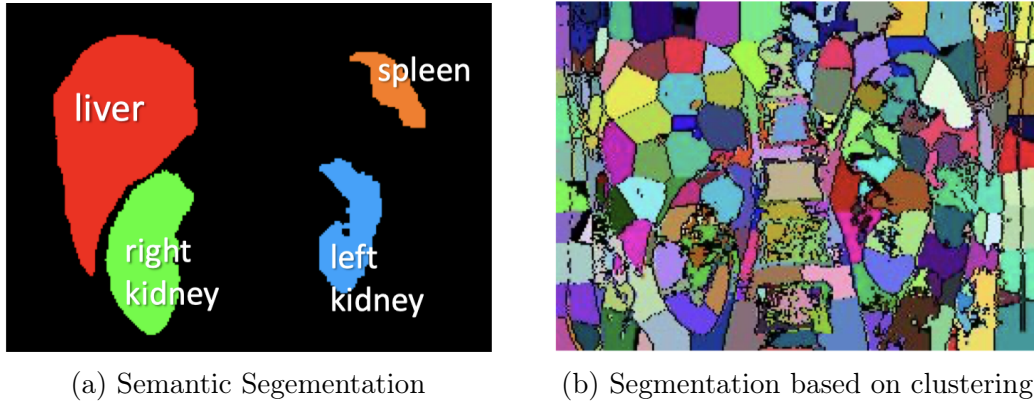 liver
spleen
right
kidney
left
kidney
(a) Semantic Segementation
(b) Segmentation based on clustering